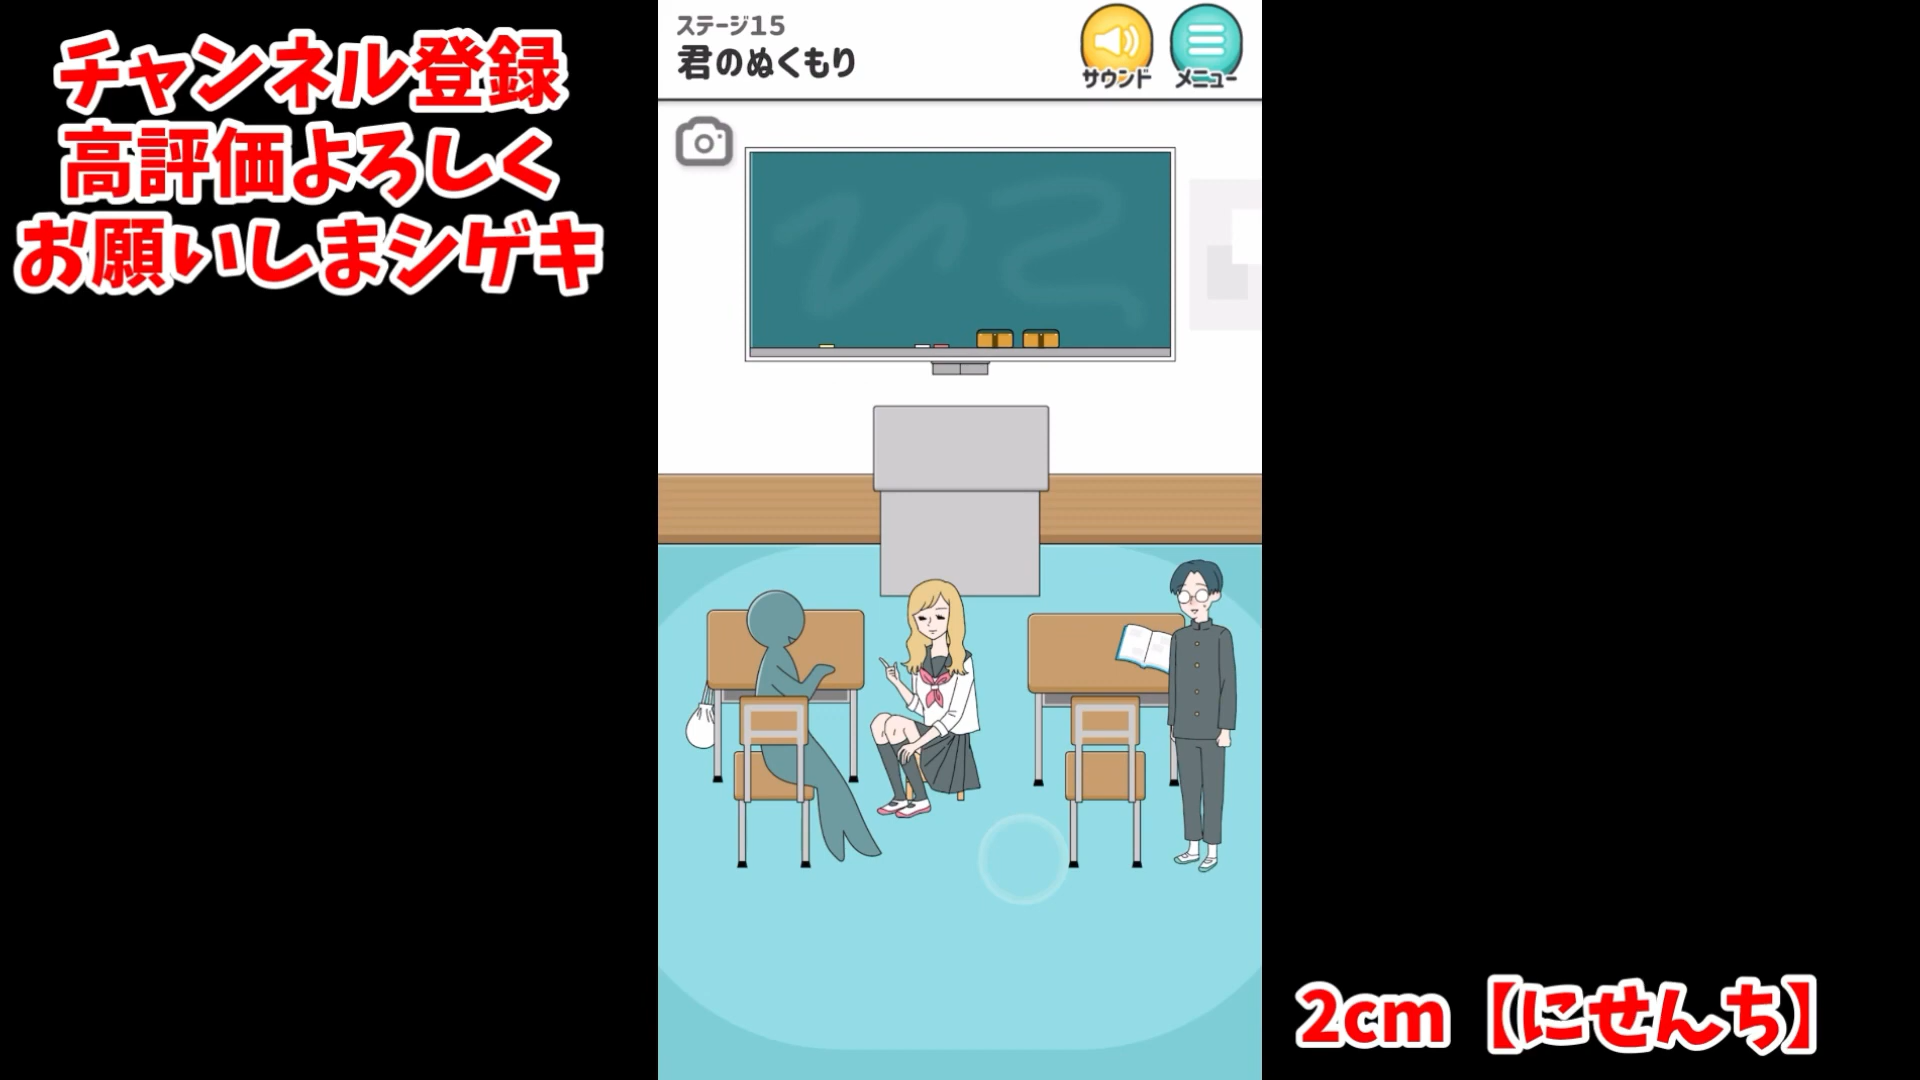 チャンネル登録
高評価よろしく
お願いしまシゲキ
ステージ15
君のぬくもり
サウンド
メニュー
2cm【にせんち】